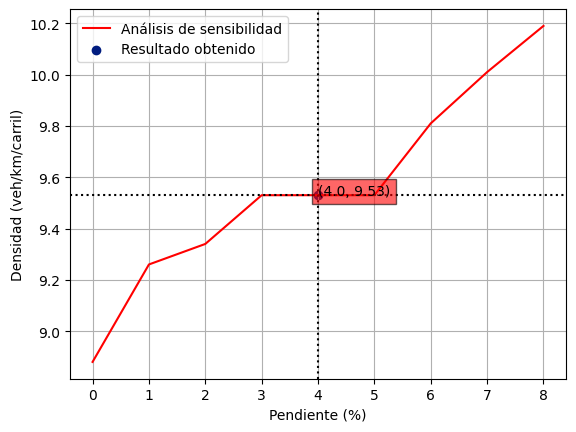 Análisis de sensibilidad
Resultado obtenido
10.2
10.0
9.8
9.6
9.4
9.2
9.0
(4.0, 9.53)
Densidad (veh/km/carril)
0 1 2 3 4 5 6 7 8
Pendiente (%)